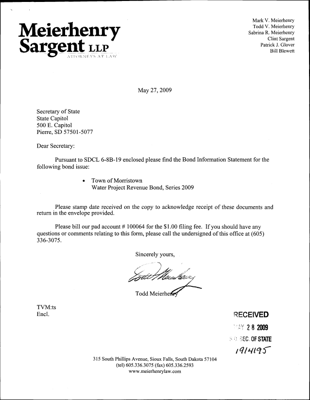 Meierhenry
Sargent LLP
ATTORNEYS AT LAW
Mark V. Meierhenry
Todd V. Meierhenry
Sabrina R. Meierhenry
Clint Sargent
Patrick J. Glover
Bill Blewett
May 27, 2009
Secretary of State
State Capitol
500 E. Capitol
Pierre, SD 57501-5077
Dear Secretary:
Pursuant to SDCL 6-8B-19 enclosed please find the Bond Information Statement for the
following bond issue:
• Town of Morristown
Water Project Revenue Bond, Series 2009
Please stamp date received on the copy to acknowledge receipt of these documents and
return in the envelope provided.
Please bill our pad account # 100064 for the $1.00 filing fee. If you should have any
questions or comments relating to this form, please call the undersigned of this office at (605)
336-3075.
Sincerely yours,
Todd Meierhenry
TVM:ts
Encl.
RECEIVED
28 2009
SEC. OF STATE
1914195
315 South Phillips Avenue, Sioux Falls, South Dakota 57104
(tel) 605.336.3075 (fax) 605.336.2593
www.meierhenrylaw.com